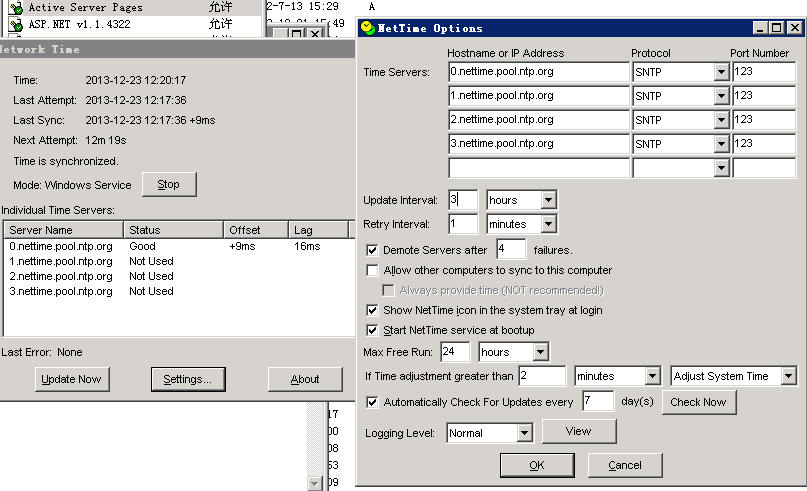 Active Server Pages 允许
ASP.NET v1.1.4322 允许
2-7-13 15:29 A
Network Time
Time: 2013-12-23 12:20:17
Last Attempt: 2013-12-23 12:17:36
Last Sync: 2013-12-23 12:17:36 +9ms
Next Attempt: 12m 19s
Time is synchronized.
Mode: Windows Service Stop
Individual Time Servers:
Server Name Status Offset Lag
0.nettime.pool.ntp.org Good +9ms 16ms
1.nettime.pool.ntp.org Not Used
2.nettime.pool.ntp.org Not Used
3.nettime.pool.ntp.org Not Used
Last Error: None
Update Now Settings... About
17
00
08
53
09
NetTime Options
Hostname or IP Address Protocol Port Number
Time Servers: 0.nettime.pool.ntp.org SNTP 123
1.nettime.pool.ntp.org SNTP 123
2.nettime.pool.ntp.org SNTP 123
3.nettime.pool.ntp.org SNTP 123
Update Interval: 3 hours
Retry Interval: 1 minutes
Demote Servers after 4 failures.
Allow other computers to sync to this computer
Always provide time (NOT recommended!)
Show NetTime icon in the system tray at login
Start NetTime service at bootup
Max Free Run: 24 hours
If Time adjustment greater than 2 minutes Adjust System Time
Automatically Check For Updates every 7 day(s) Check Now
Logging Level: Normal View
OK Cancel